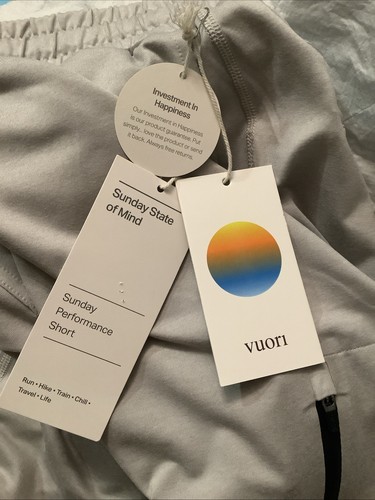 Investment In
Happiness
Our Investment in Happiness
is our product guarantee. Put
simply... love the product or send
it back. Always free returns.
Sunday State
of Mind
Sunday
Performance
Short
Run • Hike • Train • Chill •
Travel • Life
vuori